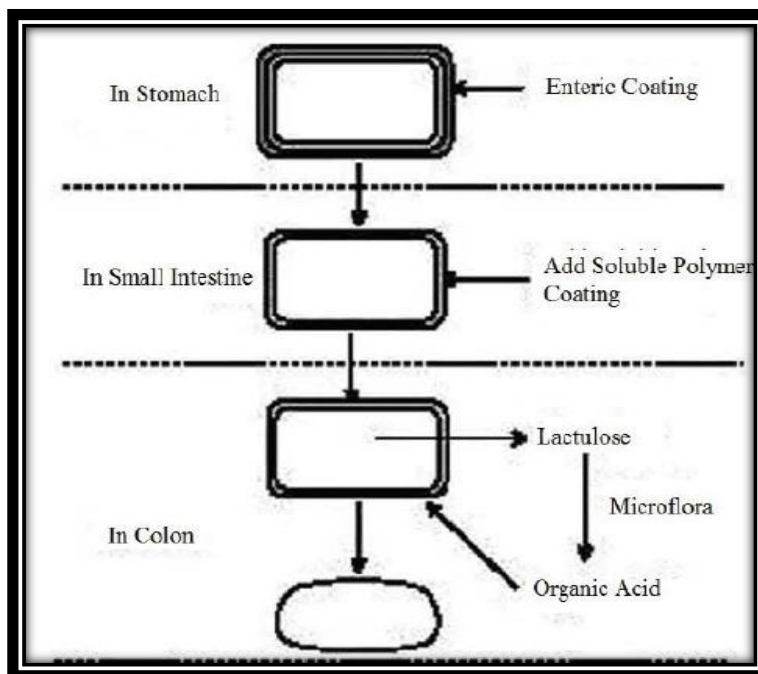 In Stomach
Enteric Coating
In Small Intestine
Add Soluble Polymer
Coating
Lactulose
Microflora
In Colon
Organic Acid